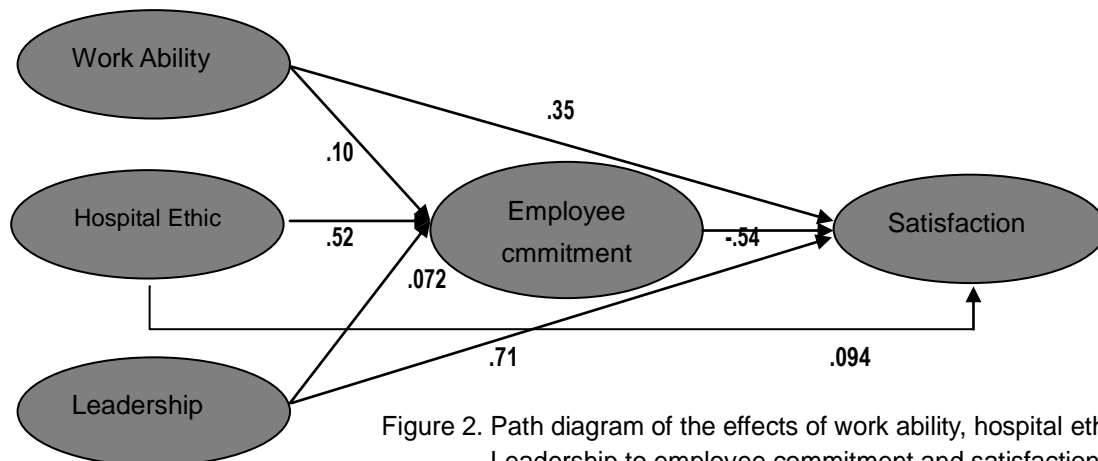 Work Ability
.35
.10
Hospital Ethic
.52
Employee
cmmitment
-.54
Satisfaction
.072
.71
.094
Leadership
Figure 2. Path diagram of the effects of work ability, hospital eth
Leadership to employee commitment and satisfaction